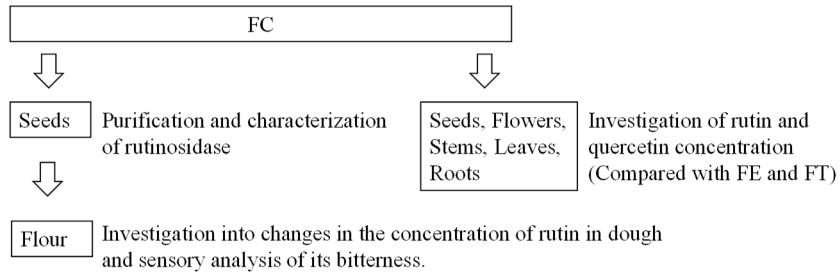 FC
Seeds
Purification and characterization
of rutinosidase
Seeds, Flowers,
Stems, Leaves,
Roots
Investigation of rutin and
quercetin concentration
(Compared with FE and FT)
Flour
Investigation into changes in the concentration of rutin in dough
and sensory analysis of its bitterness.